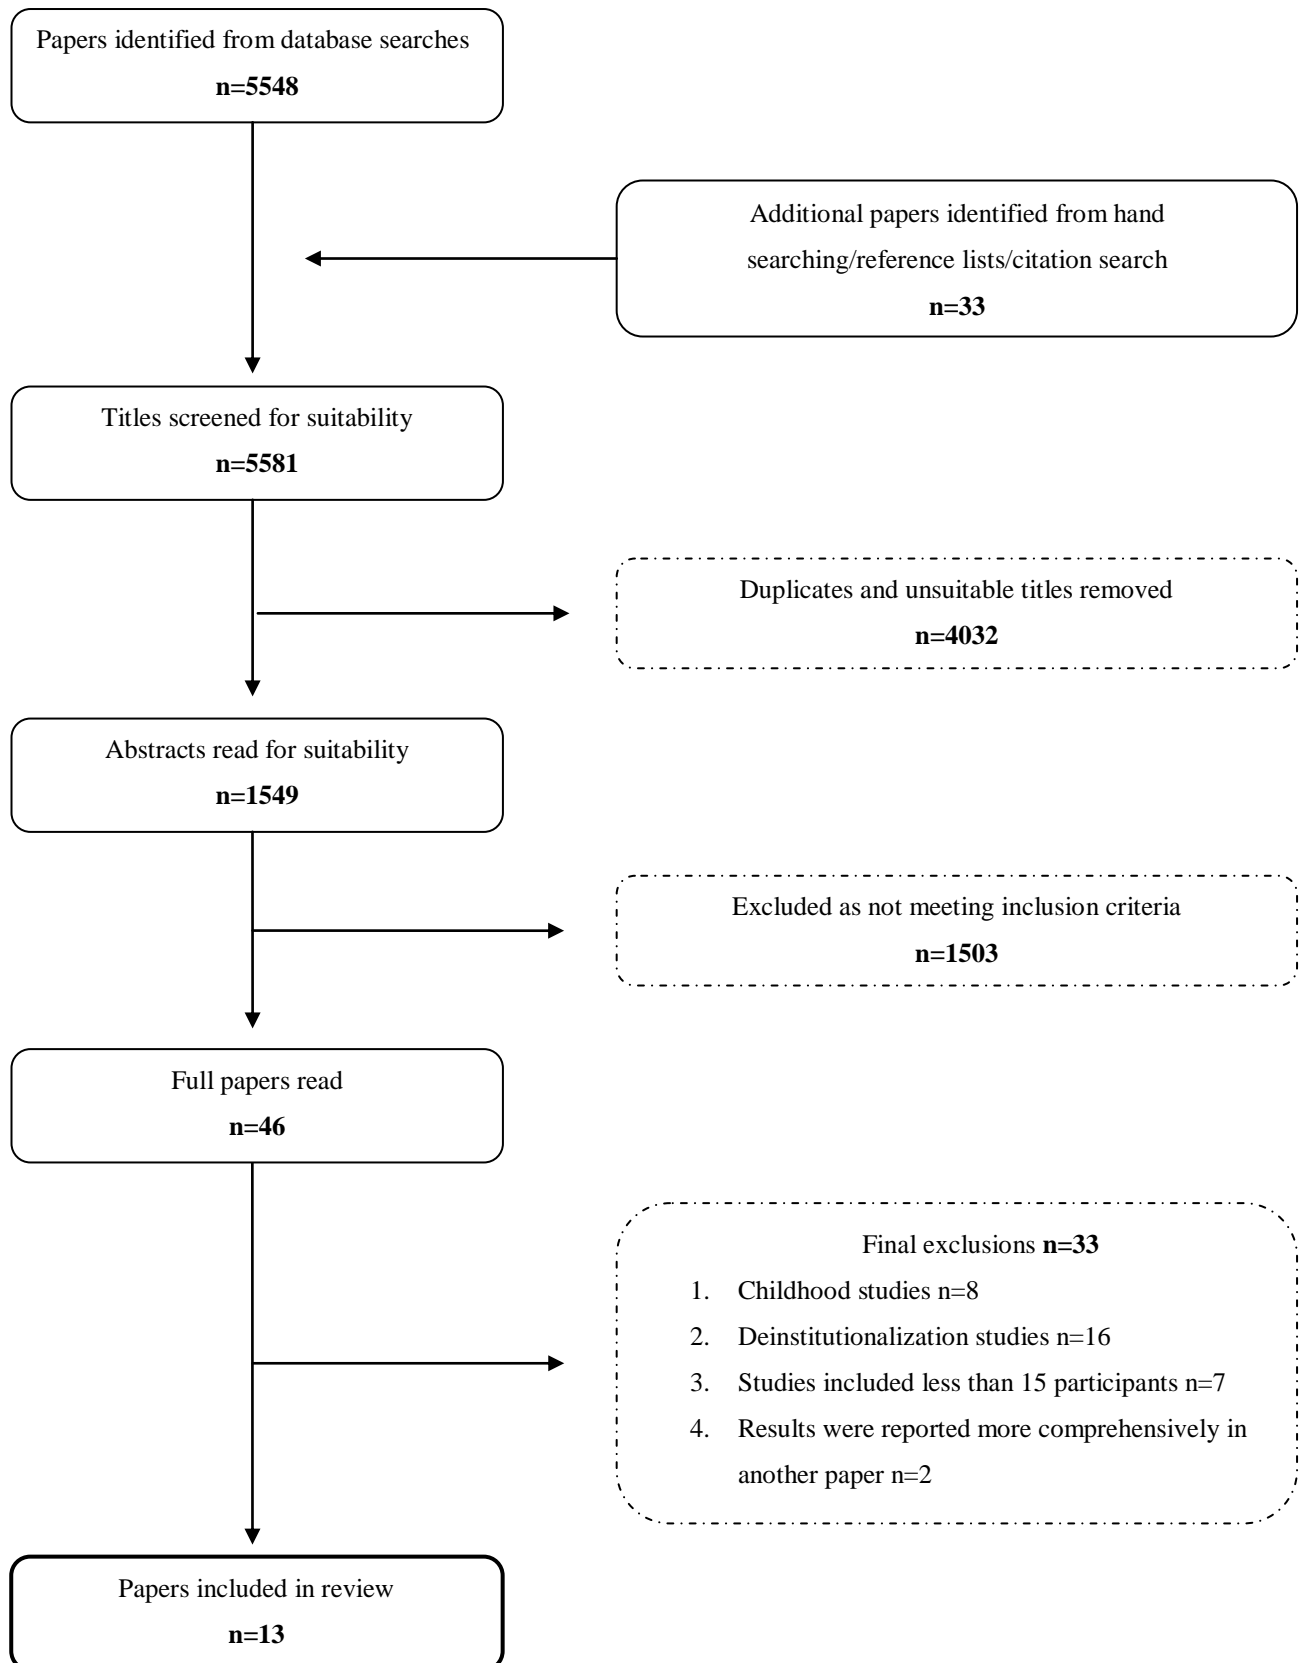 Papers identified from database searches
n=5548
Additional papers identified from hand
searching/reference lists/citation search
n=33
Titles screened for suitability
n=5581
Duplicates and unsuitable titles removed
n=4032
Abstracts read for suitability
n=1549
Excluded as not meeting inclusion criteria
n=1503
Full papers read
n=46
Final exclusions n=33
1. Childhood studies n=8
2. Deinstitutionalization studies n=16
3. Studies included less than 15 participants n=7
4. Results were reported more comprehensively in
another paper n=2
Papers included in review
n=13